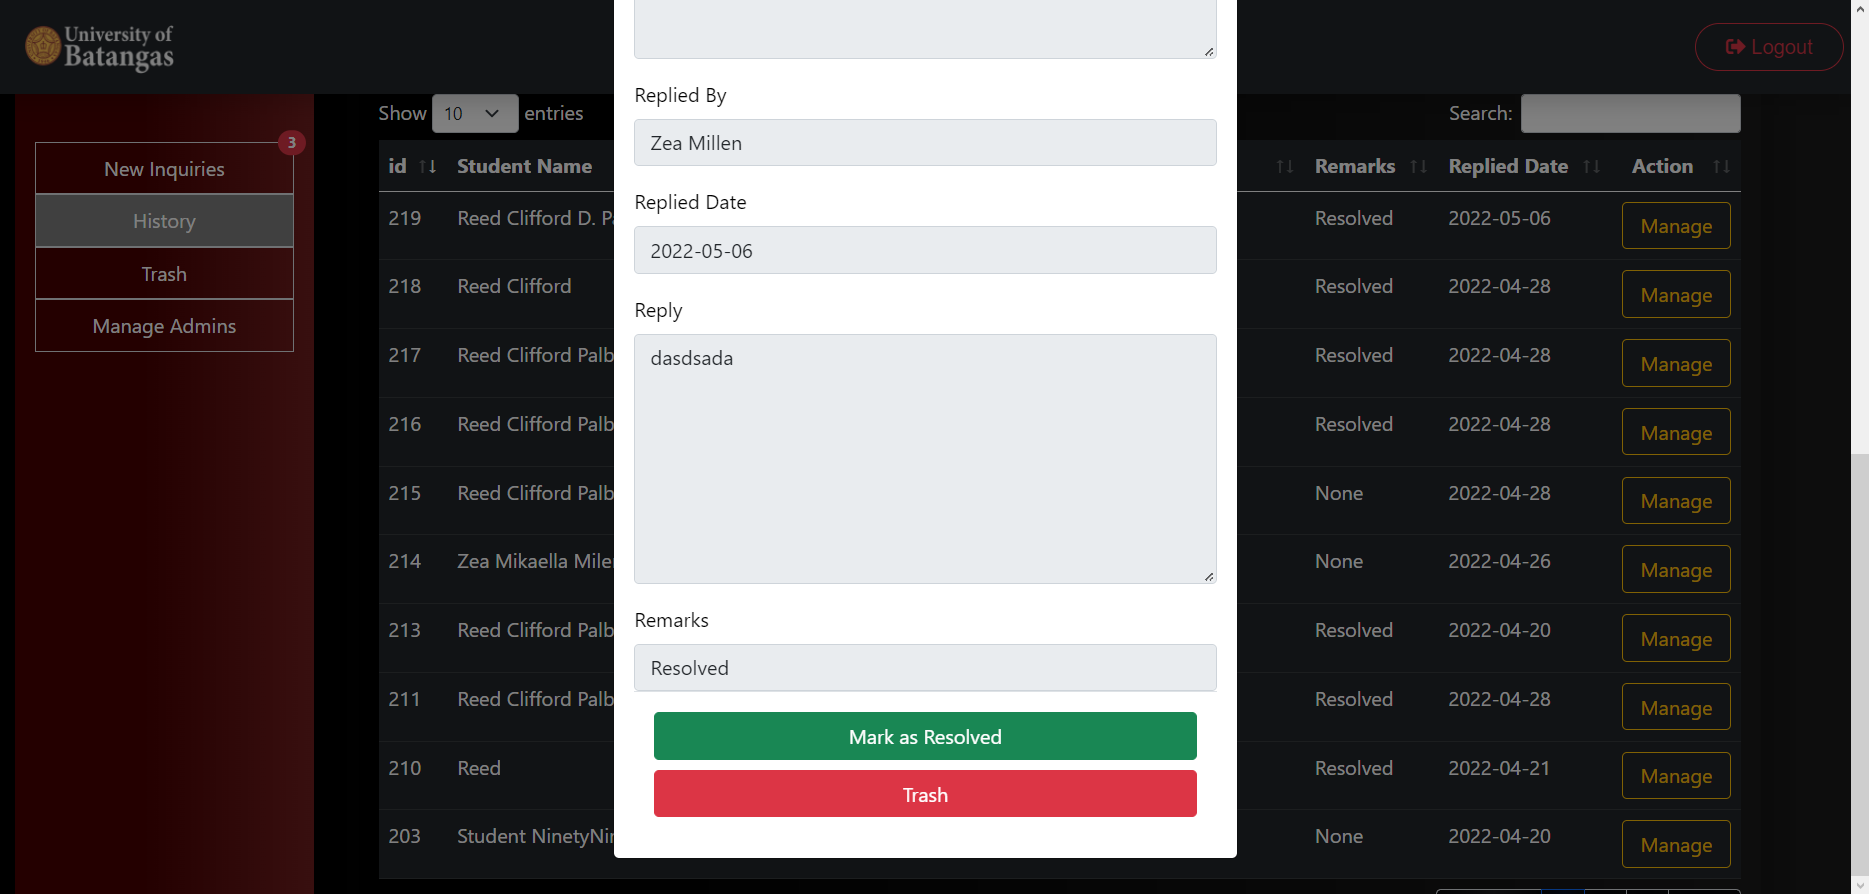 University of
Batangas
Logout
3
New Inquiries
History
Trash
Manage Admins
Show 10 entries
Search:
id Student Name Remarks Replied Date Action
219 Reed Clifford D. Resolved 2022-05-06 Manage
218 Reed Clifford Resolved 2022-04-28 Manage
217 Reed Clifford Palb Resolved 2022-04-28 Manage
216 Reed Clifford Palb Resolved 2022-04-28 Manage
215 Reed Clifford Palb None 2022-04-28 Manage
214 Zea Mikaella None 2022-04-26 Manage
213 Reed Clifford Palb Resolved 2022-04-20 Manage
211 Reed Clifford Palb Resolved 2022-04-28 Manage
210 Reed Resolved 2022-04-21 Manage
203 Student None 2022-04-20 Manage
Replied By
Zea Millen
Replied Date
2022-05-06
Reply
dasdsada
Remarks
Resolved
Mark as Resolved
Trash